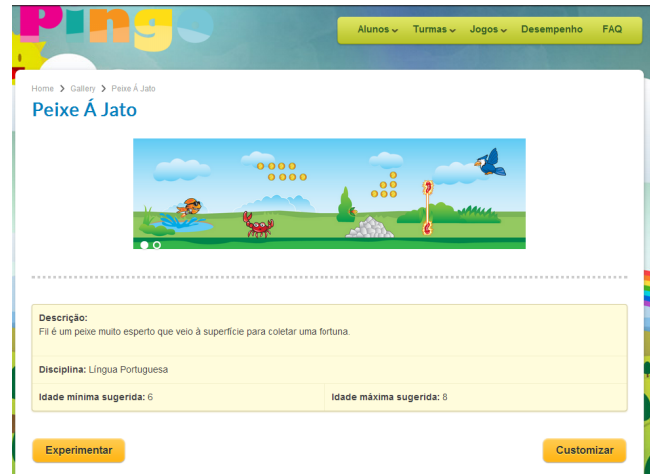 Pingo
Alunos Turmas Jogos Desempenho FAQ
Home > Gallery > Peixe Á Jato
Peixe Á Jato
Descrição:
Fil é um peixe muito esperto que veio à superfície para coletar uma fortuna.
Disciplina: Língua Portuguesa
Idade mínima sugerida: 6
Idade máxima sugerida: 8
Experimentar
Customizar